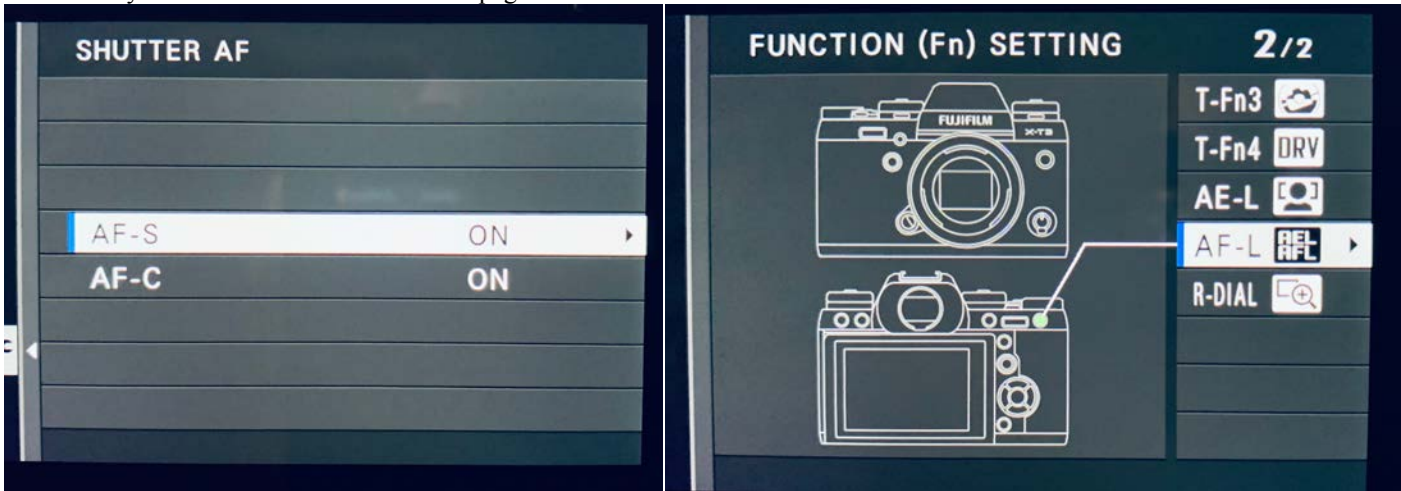 SHUTTER AF
AF-S ON
AF-C ON
FUNCTION (Fn) SETTING 2/2
T-Fn3
T-Fn4 DRV
AE-L
AF-L AEL AFL
R-DIAL
FUJIFILM
X-T3